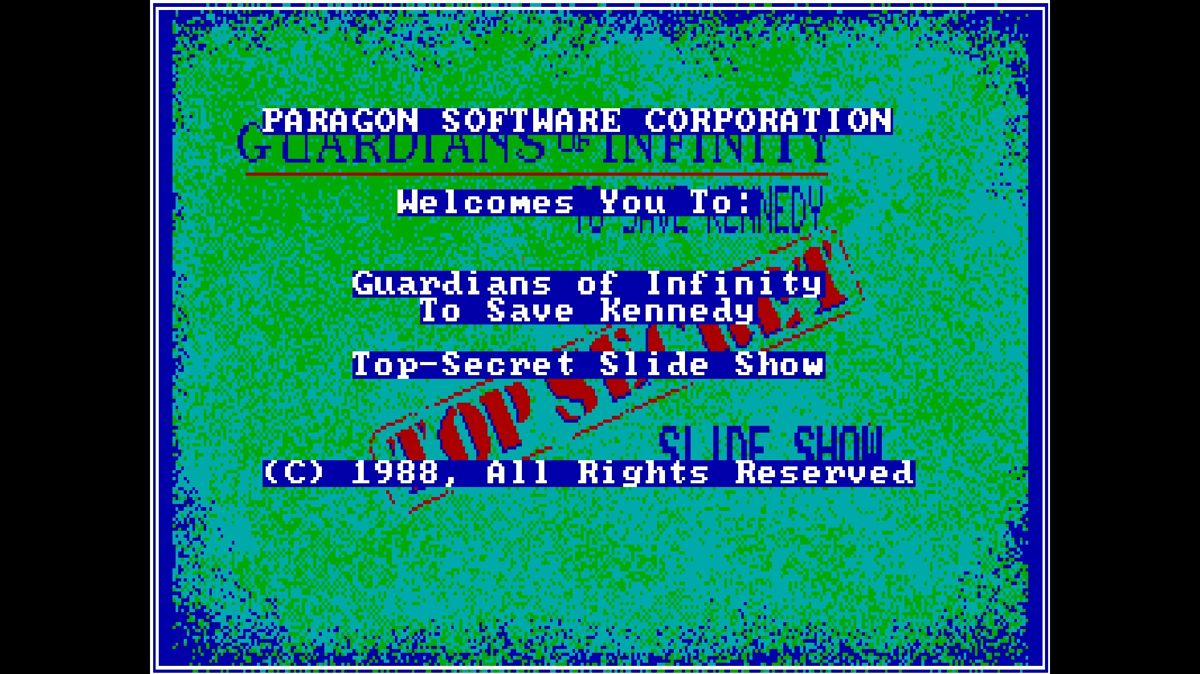 PARAGON SOFTWARE CORPORATION
GUARDIANS OF INFINITY
Welcomes You To:
TO SAVE KENNEDY
Guardians of Infinity
To Save Kennedy
Top-Secret Slide Show
TOP SECRET
SLIDE SHOW
(C) 1988, All Rights Reserved